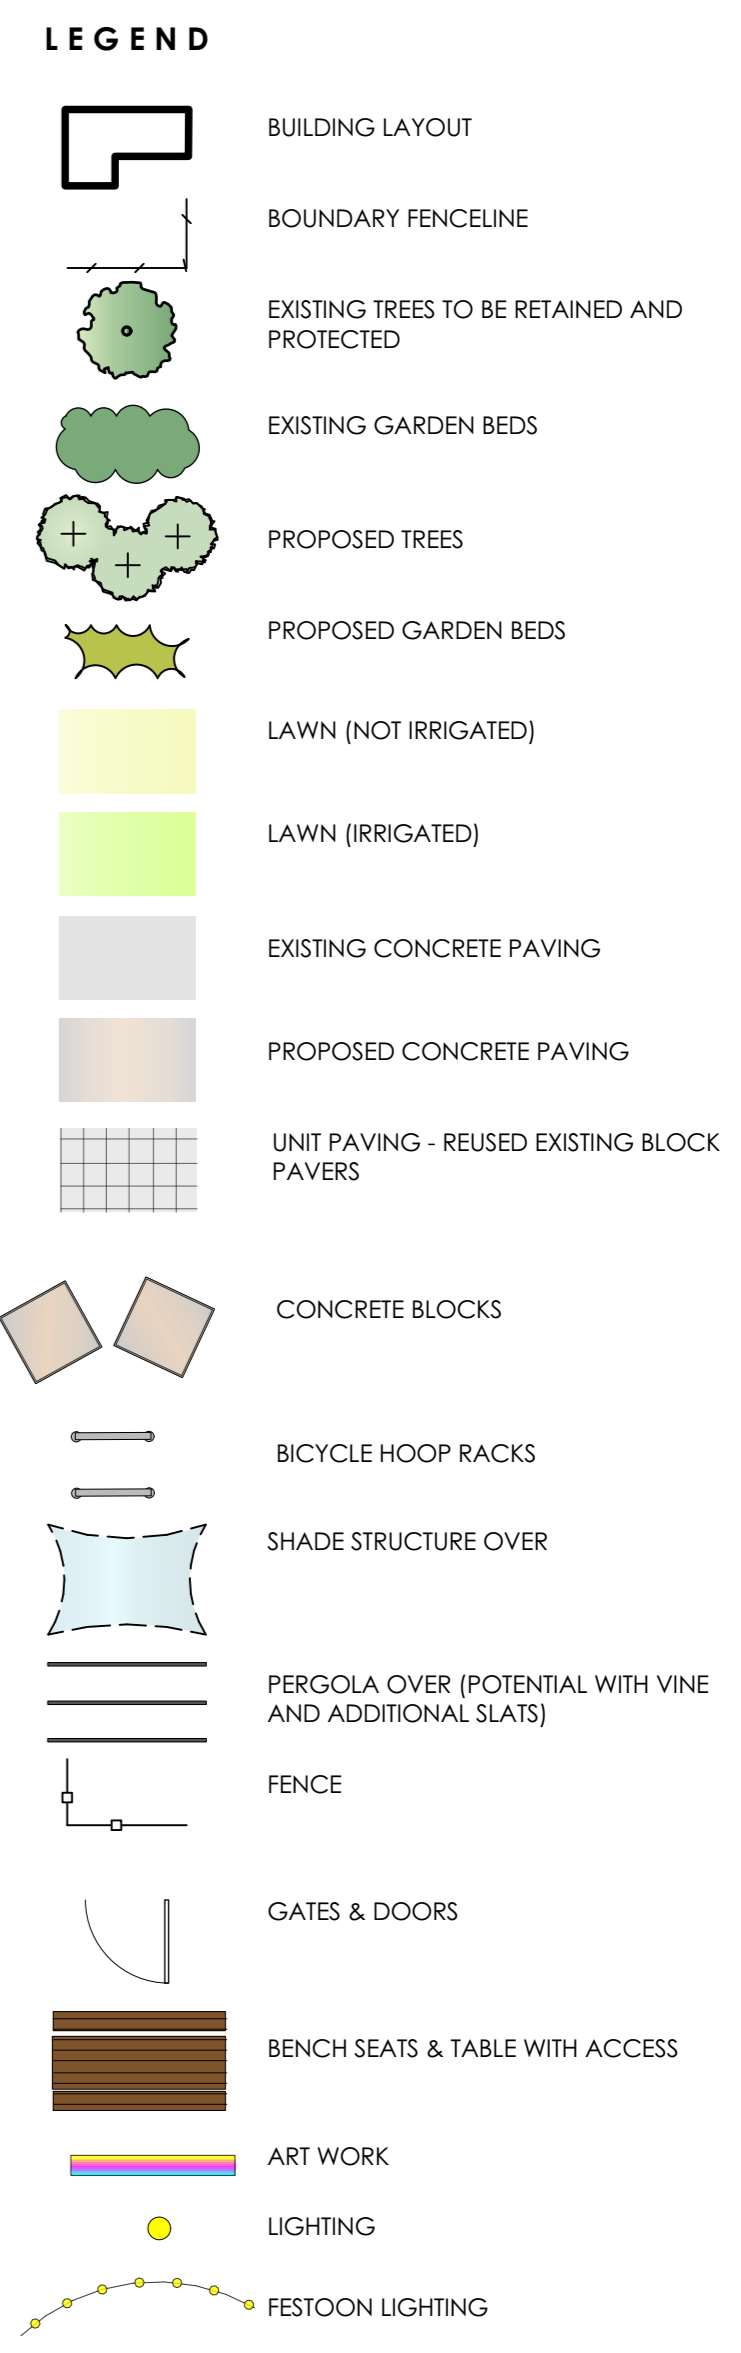 LEGEND
BUILDING LAYOUT
BOUNDARY FENCELINE
EXISTING TREES TO BE RETAINED AND
PROTECTED
EXISTING GARDEN BEDS
PROPOSED TREES
PROPOSED GARDEN BEDS
LAWN (NOT IRRIGATED)
LAWN (IRRIGATED)
EXISTING CONCRETE PAVING
PROPOSED CONCRETE PAVING
UNIT PAVING - REUSED EXISTING BLOCK
PAVERS
CONCRETE BLOCKS
BICYCLE HOOP RACKS
SHADE STRUCTURE OVER
PERGOLA OVER (POTENTIAL WITH VINE
AND ADDITIONAL SLATS)
FENCE
GATES & DOORS
BENCH SEATS & TABLE WITH ACCESS
ART WORK
LIGHTING
FESTOON LIGHTING